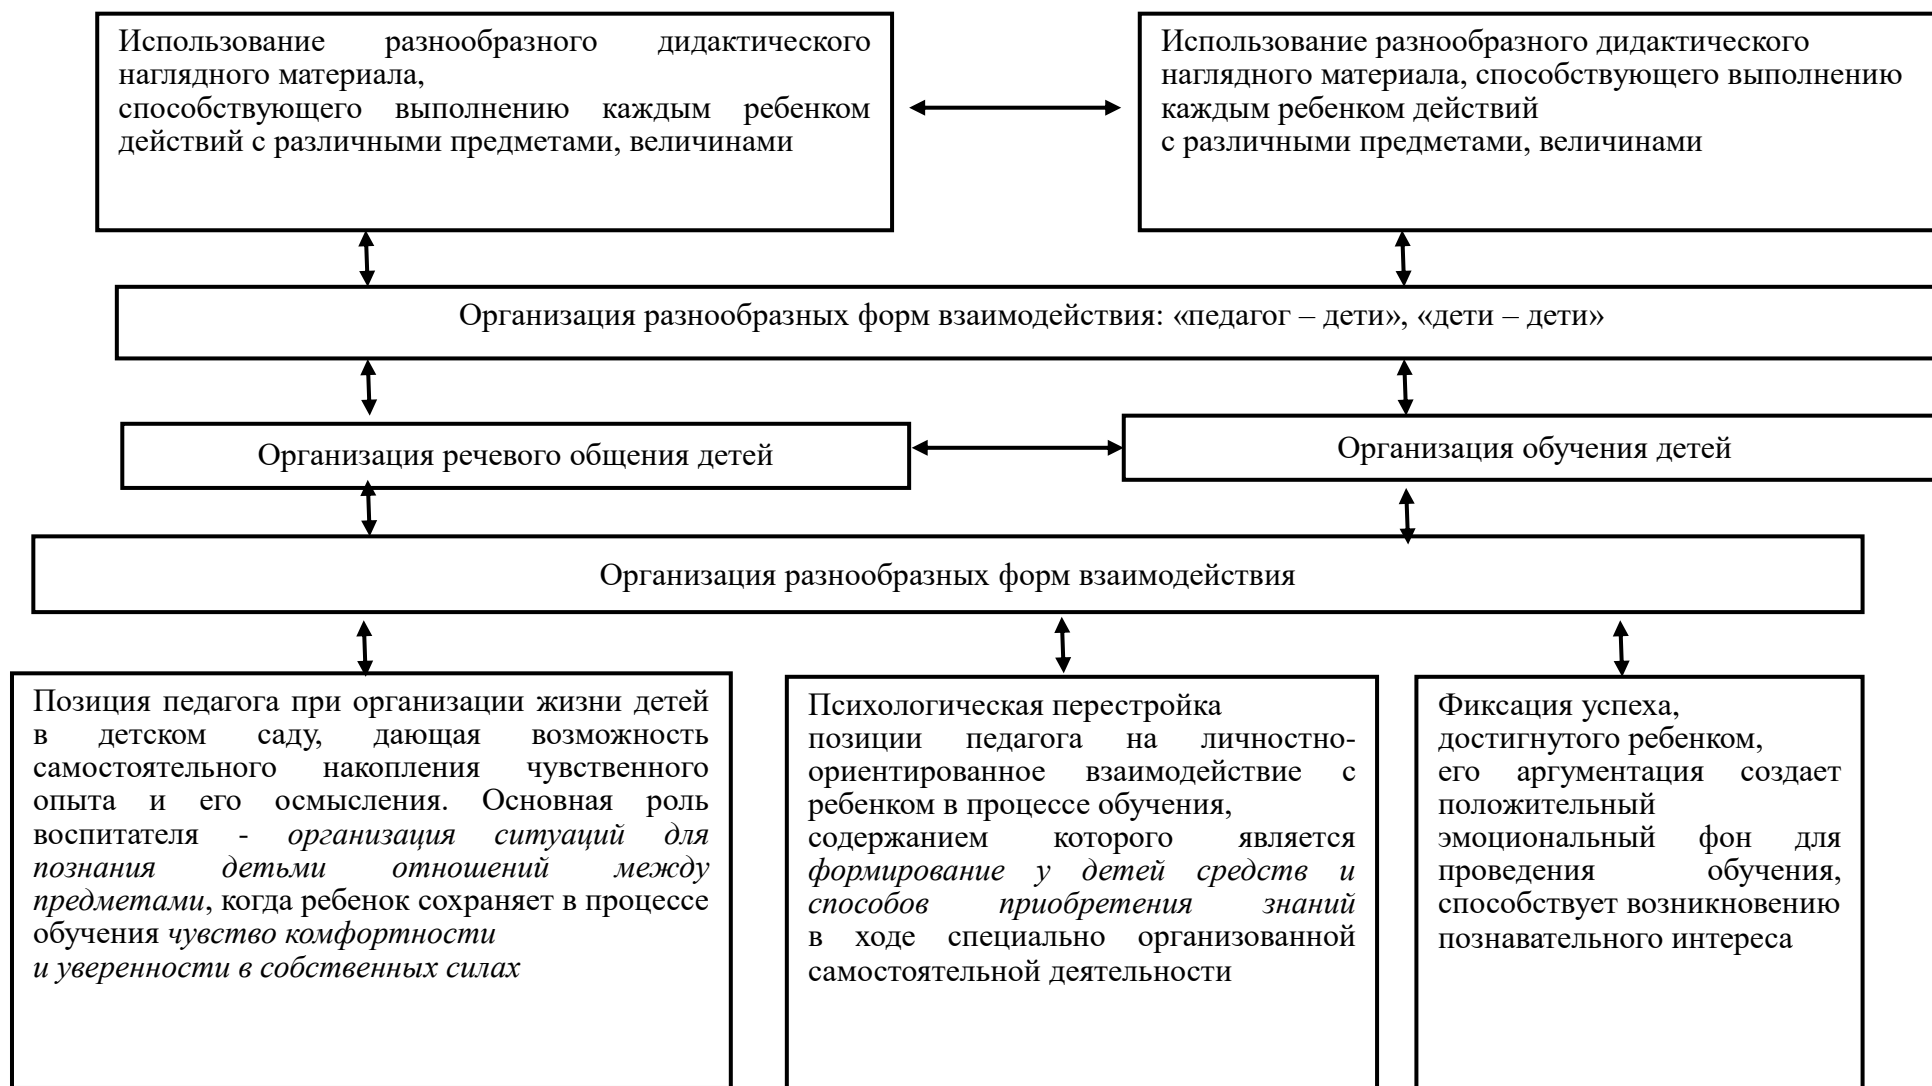 Использование разнообразного дидактического
наглядного материала,
способствующего выполнению каждым ребенком
действий с различными предметами, величинами
Использование разнообразного дидактического
наглядного материала, способствующего выполнению
каждым ребенком действий
с различными предметами, величинами
Организация разнообразных форм взаимодействия: «педагог – дети», «дети – дети»
Организация речевого общения детей
Организация обучения детей
Организация разнообразных форм взаимодействия
Позиция педагога при организации жизни детей
в детском саду, дающая возможность
самостоятельного накопления чувственного
опыта и его осмысления. Основная роль
воспитателя - организация ситуаций для
познания детьми отношений между
предметами, когда ребенок сохраняет в процессе
обучения чувство комфортности
и уверенности в собственных силах
Психологическая перестройка
позиции педагога на личностно-
ориентированное взаимодействие с
ребенком в процессе обучения,
содержанием которого является
формирование у детей средств и
способов приобретения знаний
в ходе специально организованной
самостоятельной деятельности
Фиксация успеха,
достигнутого ребенком,
его аргументация создает
положительный
эмоциональный фон для
проведения обучения,
способствует возникновению
познавательного интереса